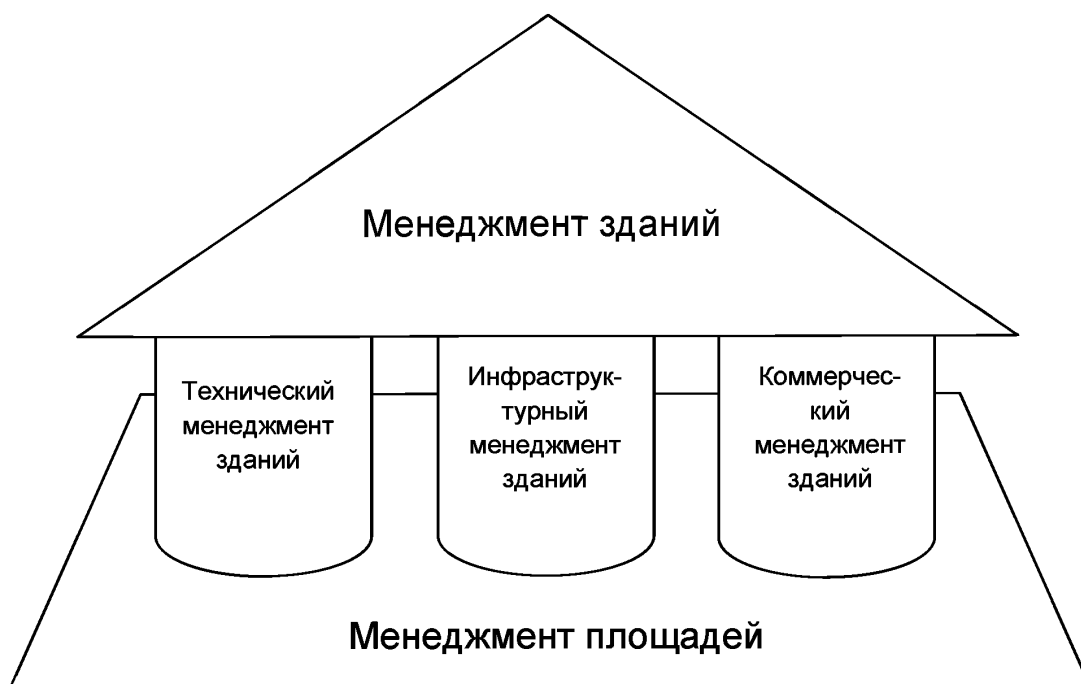 Менеджмент зданий
Технический
менеджмент
зданий
Инфраструк-
турный
менеджмент
зданий
Коммерчес-
кий
менеджмент
зданий
Менеджмент площадей